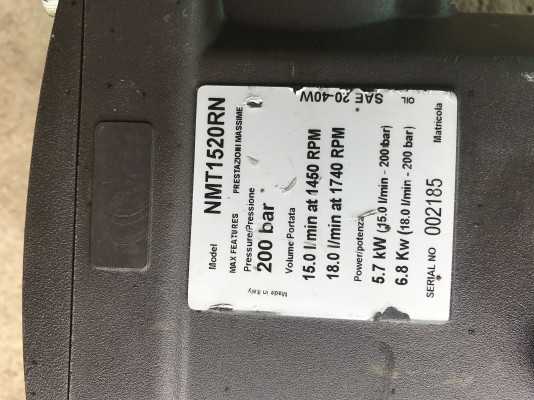 Model NMT1520RN
MAX FEATURES PRESTAZIONI MASSIME
Pressure/Pressione
200 bar
Volume Portata
15.0 l/min at 1450 RPM
18.0 l/min at 1740 RPM
Power/potenza
5.7 kW (15.0 l/min - 200 bar)
6.8 Kw (18.0 l/min - 200 bar)
SERIAL NO 002185 Matricola
OIL
SAE 20-40W
Made in Italy